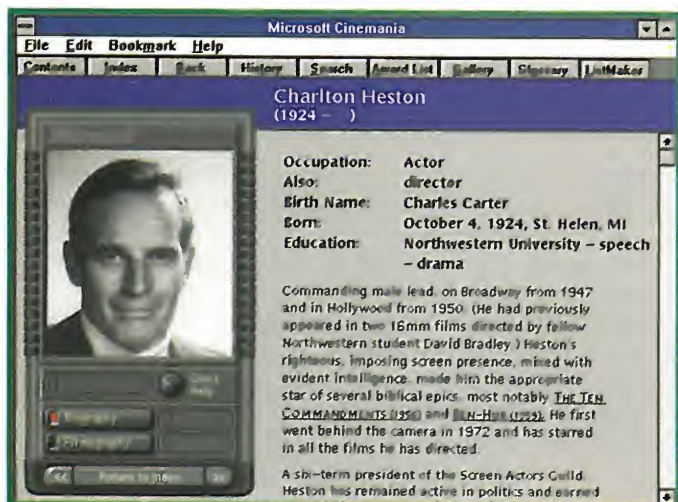 Microsoft Cinemania
File Edit Bookmark Help
Contents Index Back History Search Award List Gallery Glossary ListMaker
Charlton Heston
(1924 – )
Occupation: Actor
Also: director
Birth Name: Charles Carter
Born: October 4, 1924, St. Helen, MI
Education: Northwestern University – speech
– drama
Commanding male lead, on Broadway from 1947
and in Hollywood from 1950. (He had previously
appeared in two 16mm films directed by fellow
Northwestern student David Bradley.) Heston's
righteous, imposing screen presence, mixed with
evident intelligence, made him the appropriate
star of several biblical epics, most notably THE TEN
COMMANDMENTS (1956) and BEN-HUR (1959). He first
went behind the camera in 1972 and has starred
in all the films he has directed.
A six-term president of the Screen Actors Guild,
Heston has remained active in politics and earned
Biography
Filmography